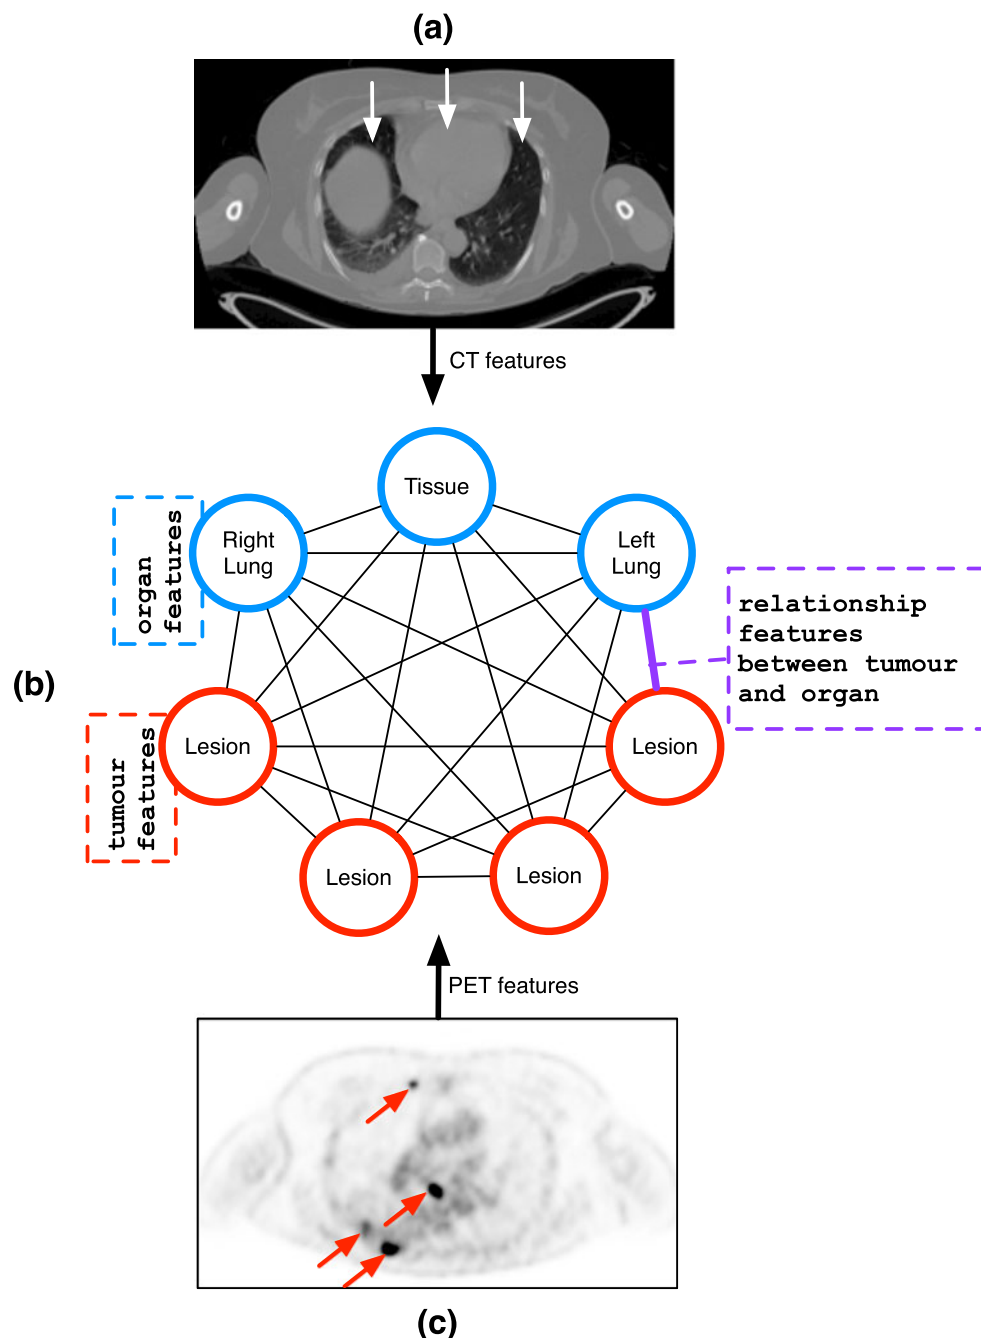 (a)
CT features
Tissue
Right
Lung
Left
Lung
organ
features
relationship
features
between tumour
and organ
(b)
Lesion
Lesion
tumour
features
Lesion
Lesion
PET features
(c)